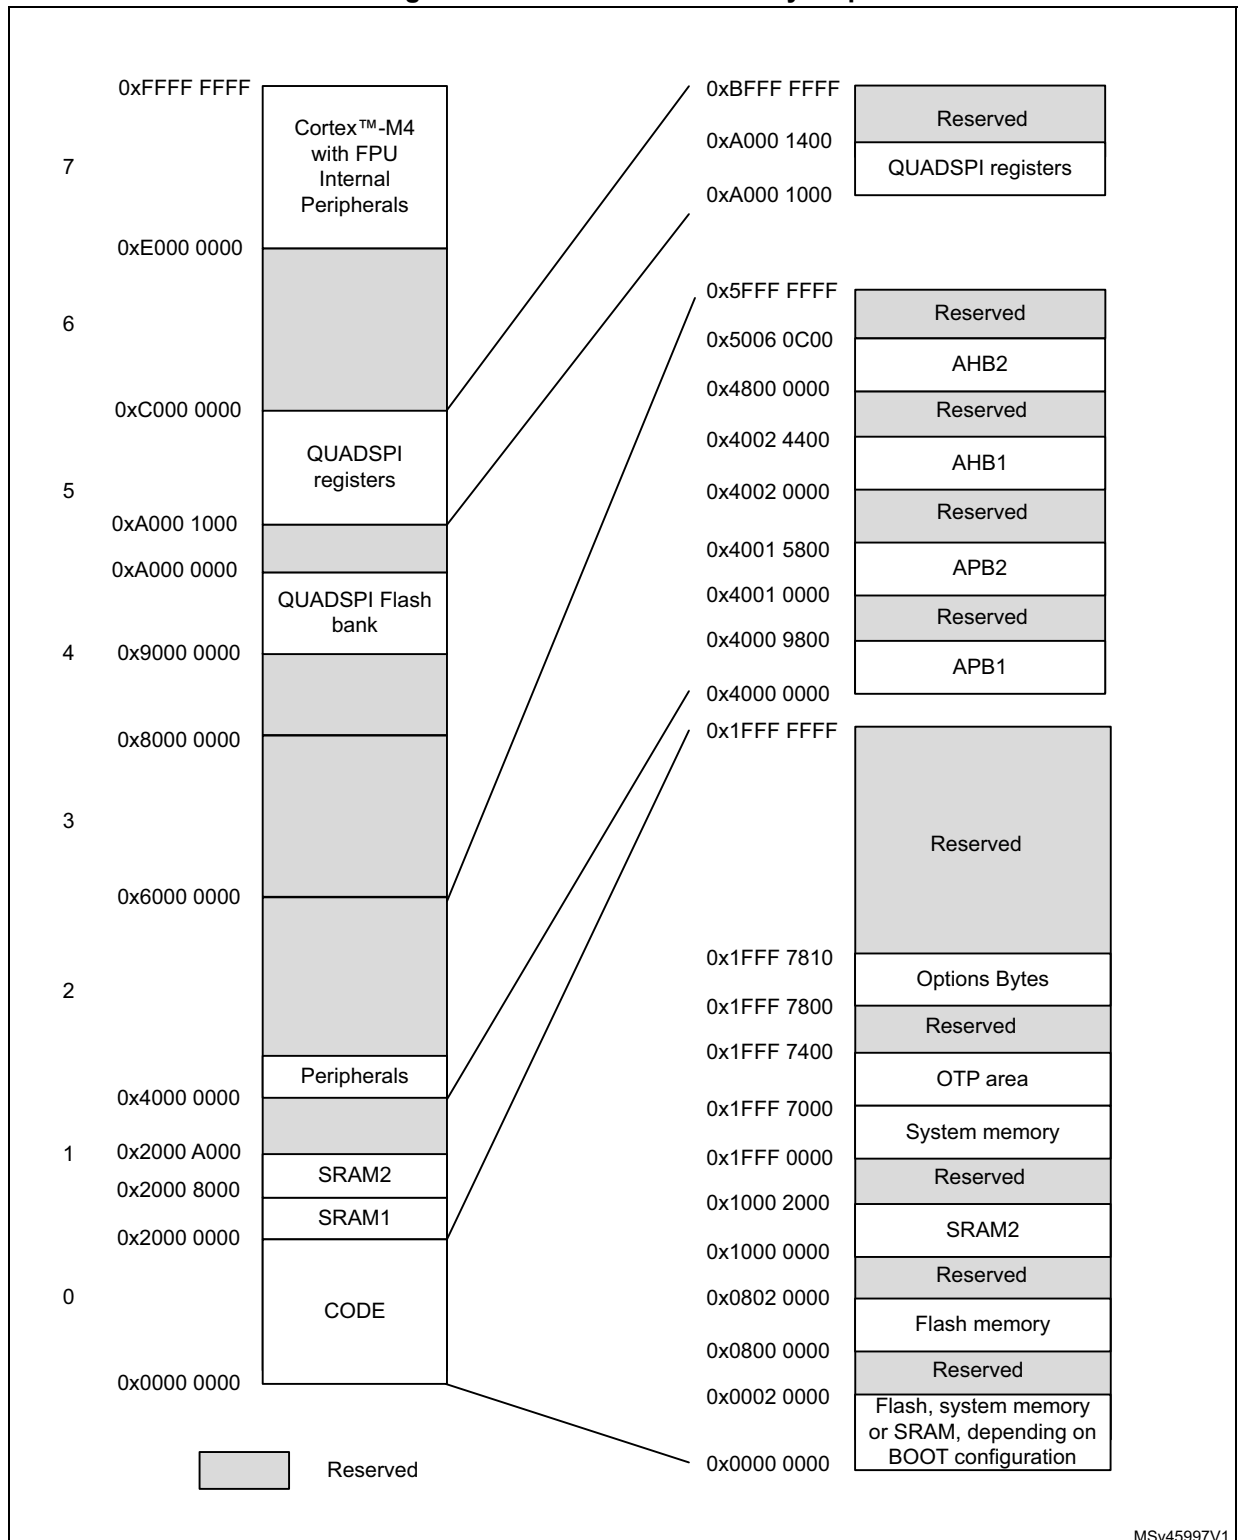 0xFFFF FFFF
Cortex™-M4
with FPU
Internal
Peripherals
7
0xE000 0000
6
0xC000 0000
QUADSPI
registers
5
0xA000 1000
0xA000 0000
QUADSPI Flash
bank
4
0x9000 0000
0x8000 0000
3
0x6000 0000
2
Peripherals
0x4000 0000
1
0x2000 A000
SRAM2
0x2000 8000
SRAM1
0x2000 0000
0
CODE
0x0000 0000
Reserved
0xBFFF FFFF
Reserved
0xA000 1400
QUADSPI registers
0xA000 1000
0x5FFF FFFF
Reserved
0x5006 0C00
AHB2
0x4800 0000
Reserved
0x4002 4400
AHB1
0x4002 0000
Reserved
0x4001 5800
APB2
0x4001 0000
Reserved
0x4000 9800
APB1
0x4000 0000
0x1FFF FFFF
Reserved
0x1FFF 7810
Options Bytes
0x1FFF 7800
Reserved
0x1FFF 7400
OTP area
0x1FFF 7000
System memory
0x1FFF 0000
Reserved
0x1000 2000
SRAM2
0x1000 0000
Reserved
0x0802 0000
Flash memory
0x0800 0000
Reserved
0x0002 0000
Flash, system memory
or SRAM, depending on
BOOT configuration
0x0000 0000
MSv45997V1